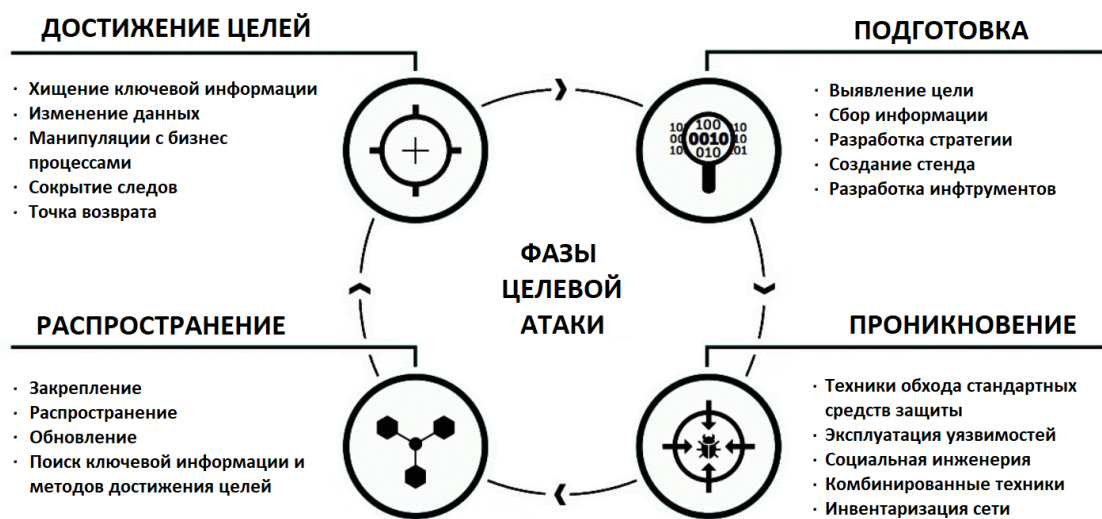 ДОСТИЖЕНИЕ ЦЕЛЕЙ
· Хищение ключевой информации
· Изменение данных
· Манипуляции с бизнес
процессами
· Сокрытие следов
· Точка возврата
ПОДГОТОВКА
· Выявление цели
· Сбор информации
· Разработка стратегии
· Создание стенда
· Разработка инфтрументов
10 100 010
00 0010 10
10 010 101
ФАЗЫ
ЦЕЛЕВОЙ
АТАКИ
РАСПРОСТРАНЕНИЕ
· Закрепление
· Распространение
· Обновление
· Поиск ключевой информации и
методов достижения целей
ПРОНИКНОВЕНИЕ
· Техники обхода стандартных
средств защиты
· Эксплуатация уязвимостей
· Социальная инженерия
· Комбинированные техники
· Инвентаризация сети